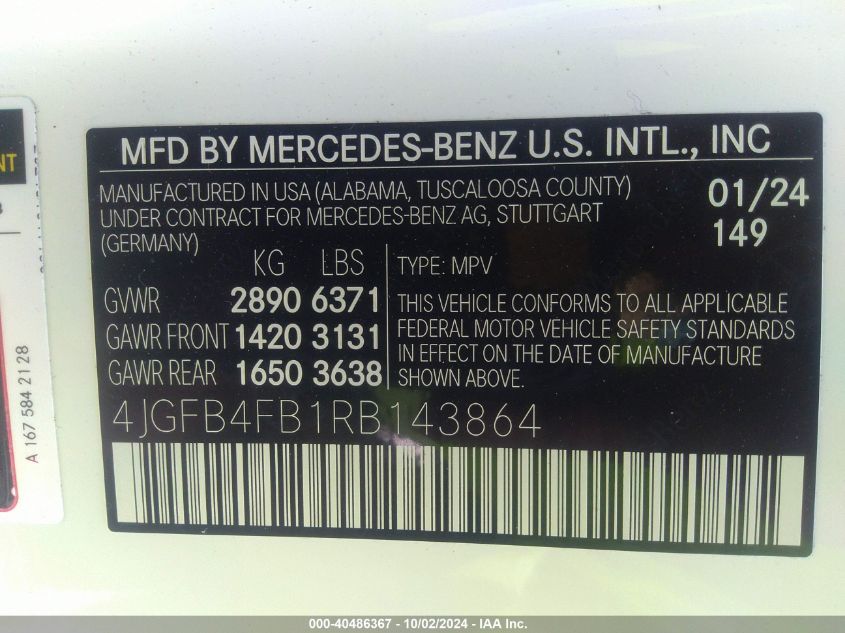 MFD BY MERCEDES-BENZ U.S. INTL., INC
MANUFACTURED IN USA (ALABAMA, TUSCALOOSA COUNTY)
UNDER CONTRACT FOR MERCEDES-BENZ AG, STUTTGART
(GERMANY)
01/24
149
KG LBS
GVWR 2890 6371
GAWR FRONT 1420 3131
GAWR REAR 1650 3638
TYPE: MPV
THIS VEHICLE CONFORMS TO ALL APPLICABLE
FEDERAL MOTOR VEHICLE SAFETY STANDARDS
IN EFFECT ON THE DATE OF MANUFACTURE
SHOWN ABOVE.
4JGFB4FB1RB143864
A 167 584 21 28
000-40486367 - 10/02/2024 - IAA Inc.